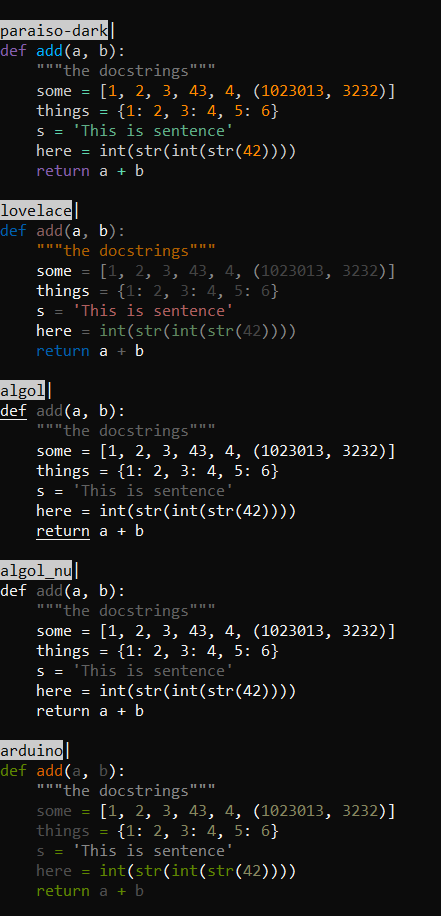 paraiso-dark|
def add(a, b):
    """the docstrings"""
    some = [1, 2, 3, 43, 4, (1023013, 3232)]
    things = {1: 2, 3: 4, 5: 6}
    s = 'This is sentence'
    here = int(str(int(str(42))))
    return a + b

lovelace|
def add(a, b):
    """the docstrings"""
    some = [1, 2, 3, 43, 4, (1023013, 3232)]
    things = {1: 2, 3: 4, 5: 6}
    s = 'This is sentence'
    here = int(str(int(str(42))))
    return a + b

algol|
def add(a, b):
    """the docstrings"""
    some = [1, 2, 3, 43, 4, (1023013, 3232)]
    things = {1: 2, 3: 4, 5: 6}
    s = 'This is sentence'
    here = int(str(int(str(42))))
    return a + b

algol_nu|
def add(a, b):
    """the docstrings"""
    some = [1, 2, 3, 43, 4, (1023013, 3232)]
    things = {1: 2, 3: 4, 5: 6}
    s = 'This is sentence'
    here = int(str(int(str(42))))
    return a + b

arduino|
def add(a, b):
    """the docstrings"""
    some = [1, 2, 3, 43, 4, (1023013, 3232)]
    things = {1: 2, 3: 4, 5: 6}
    s = 'This is sentence'
    here = int(str(int(str(42))))
    return a + b